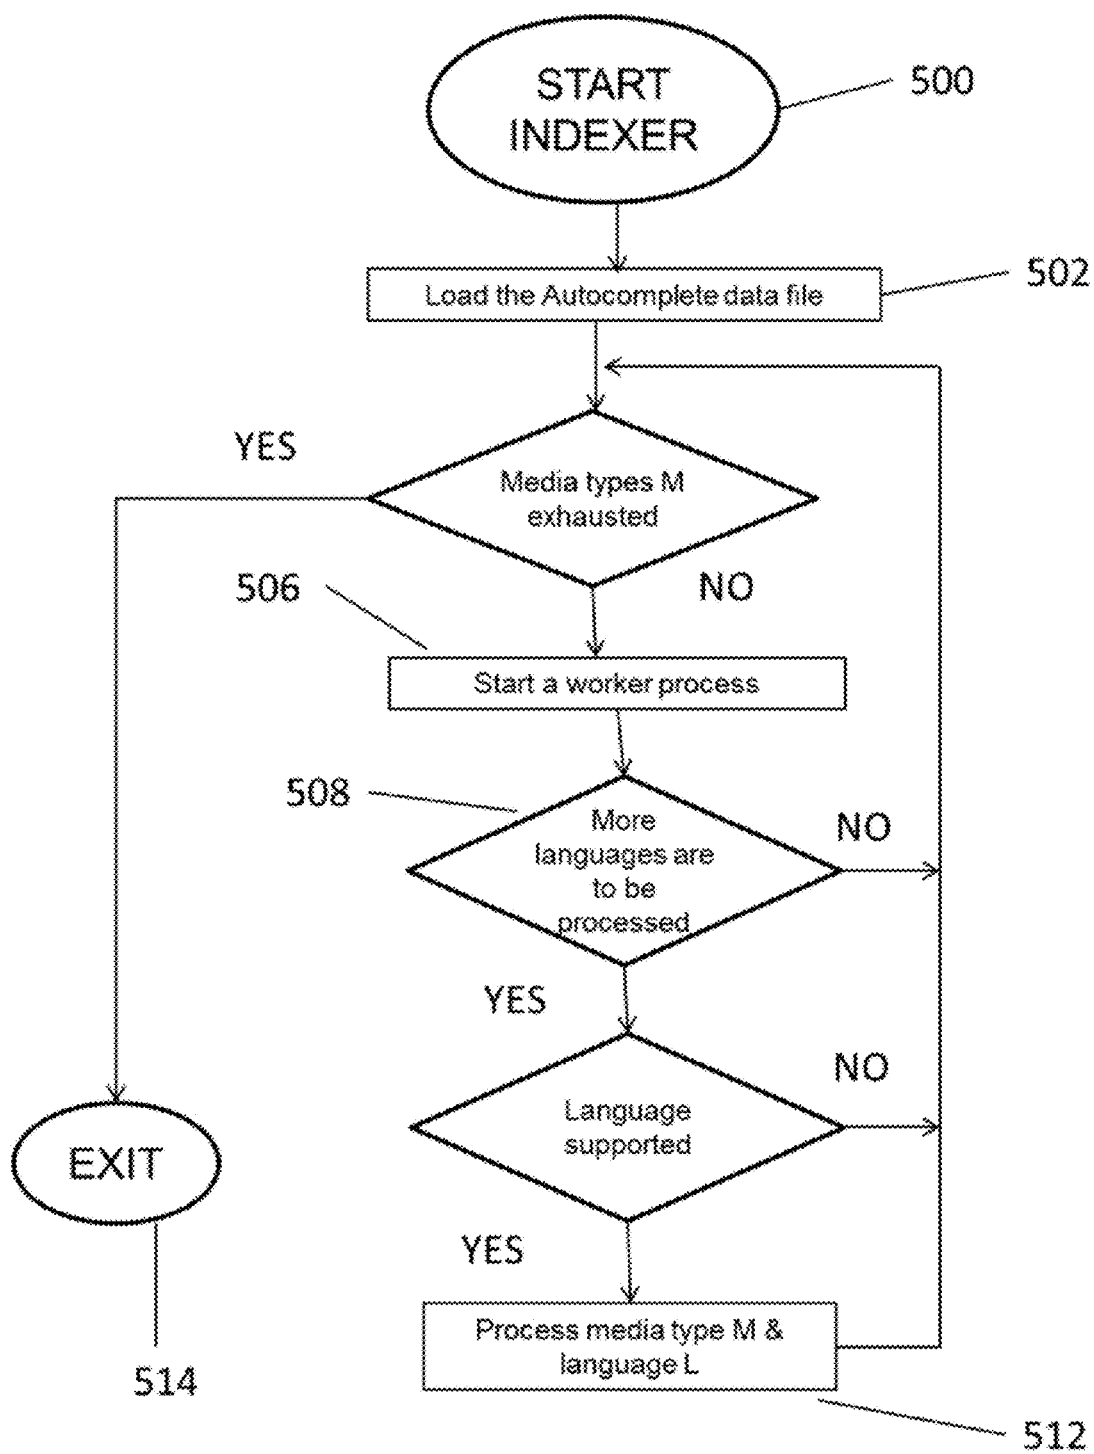 START
INDEXER
500
Load the Autocomplete data file
502
YES
Media types M
exhausted
NO
506
Start a worker process
508
More
languages are
to be
processed
NO
YES
Language
supported
NO
EXIT
YES
Process media type M &
language L
514
512